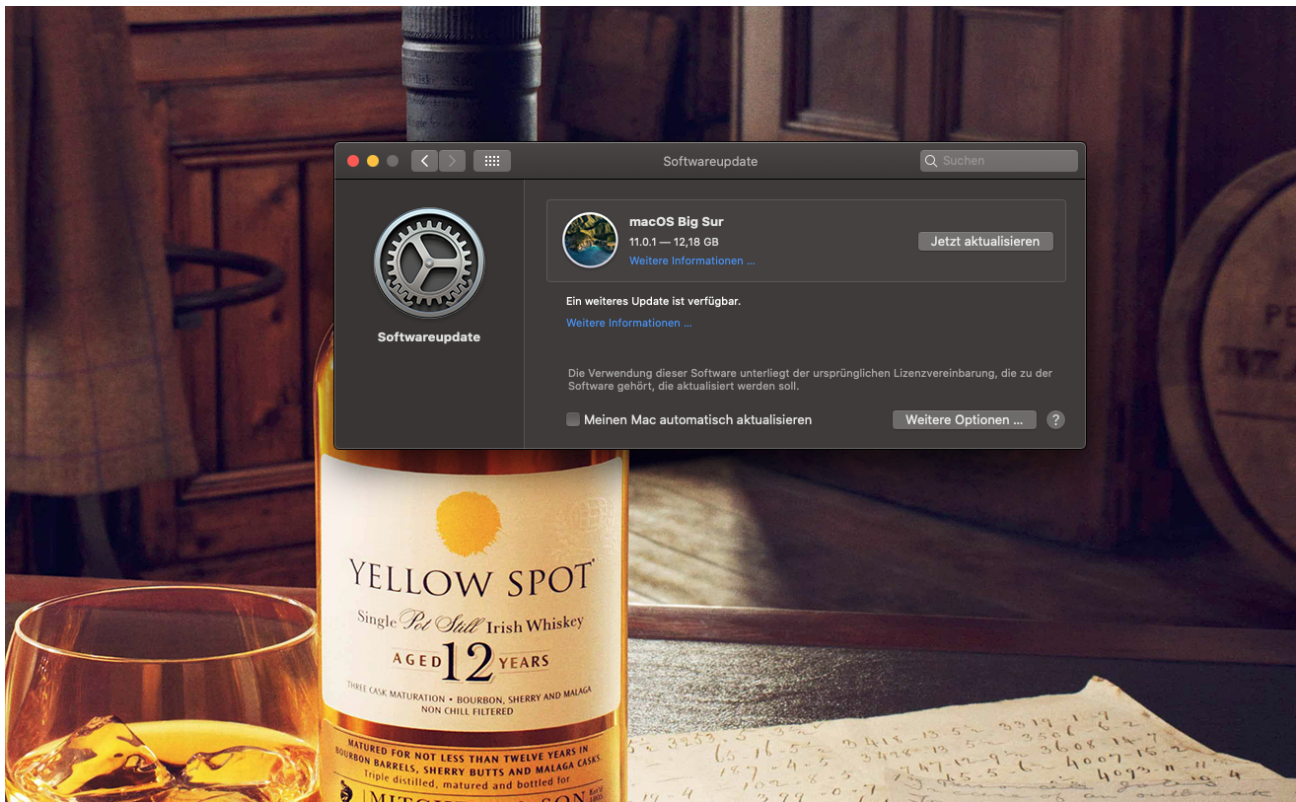 Softwareupdate
Suchen
Softwareupdate
macOS Big Sur
11.0.1 — 12,18 GB
Weitere Informationen ...
Jetzt aktualisieren
Ein weiteres Update ist verfügbar.
Weitere Informationen ...
Die Verwendung dieser Software unterliegt der ursprünglichen Lizenzvereinbarung, die zu der
Software gehört, die aktualisiert werden soll.
Meinen Mac automatisch aktualisieren
Weitere Optionen ...
?
YELLOW SPOT
Single Pot Still Irish Whiskey
AGED 12 YEARS
THREE CASK MATURATION • BOURBON, SHERRY AND MALAGA
NON CHILL FILTERED
MATURED FOR NOT LESS THAN TWELVE YEARS IN
BOURBON BARRELS, SHERRY BUTTS AND MALAGA CASKS.
Triple distilled, matured and bottled for